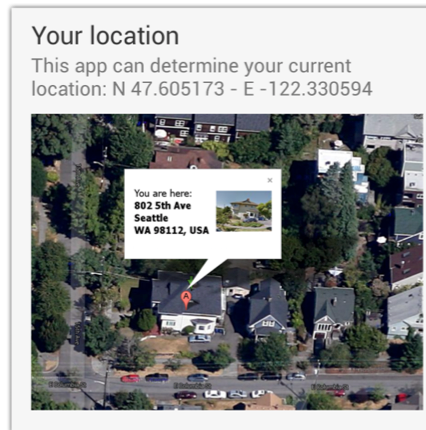 Your location
This app can determine your current
location: N 47.605173 - E -122.330594
You are here:
802 5th Ave
Seattle
WA 98112, USA
A